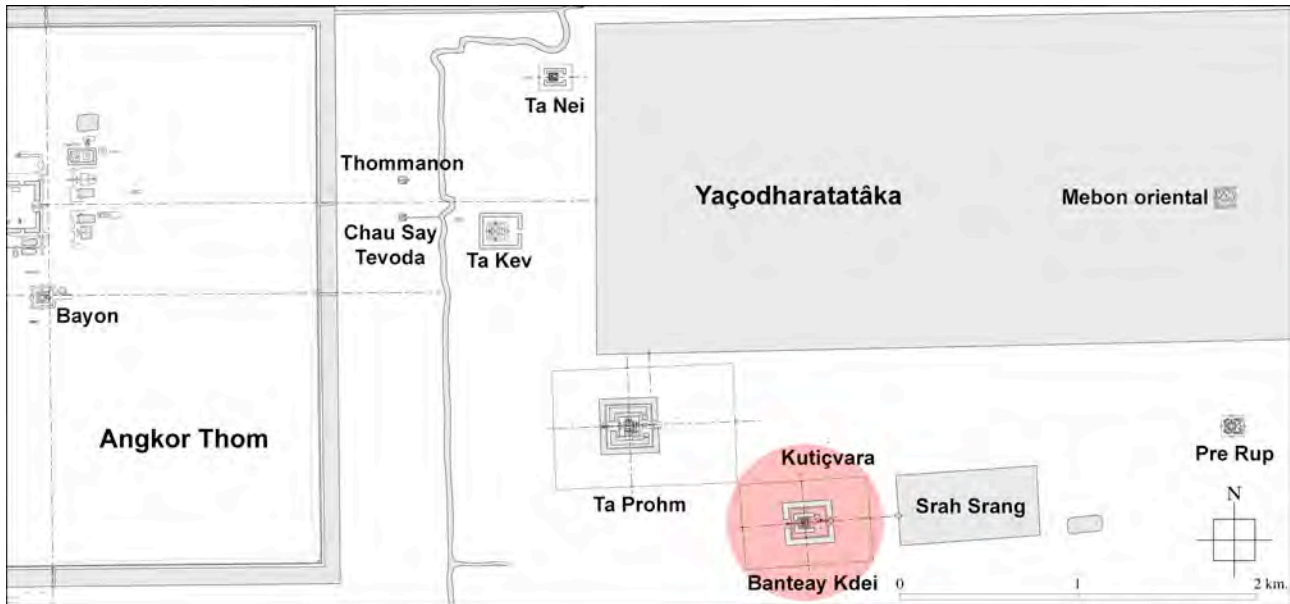 Ta Nei
Thommanon
Yaçodharatatâka
Mebon oriental
Chau Say
Tevoda
Ta Kev
Bayon
Angkor Thom
Kutiçvara
Pre Rup
Ta Prohm
Srah Srang
N
Banteay Kdei
0
1
2 km.